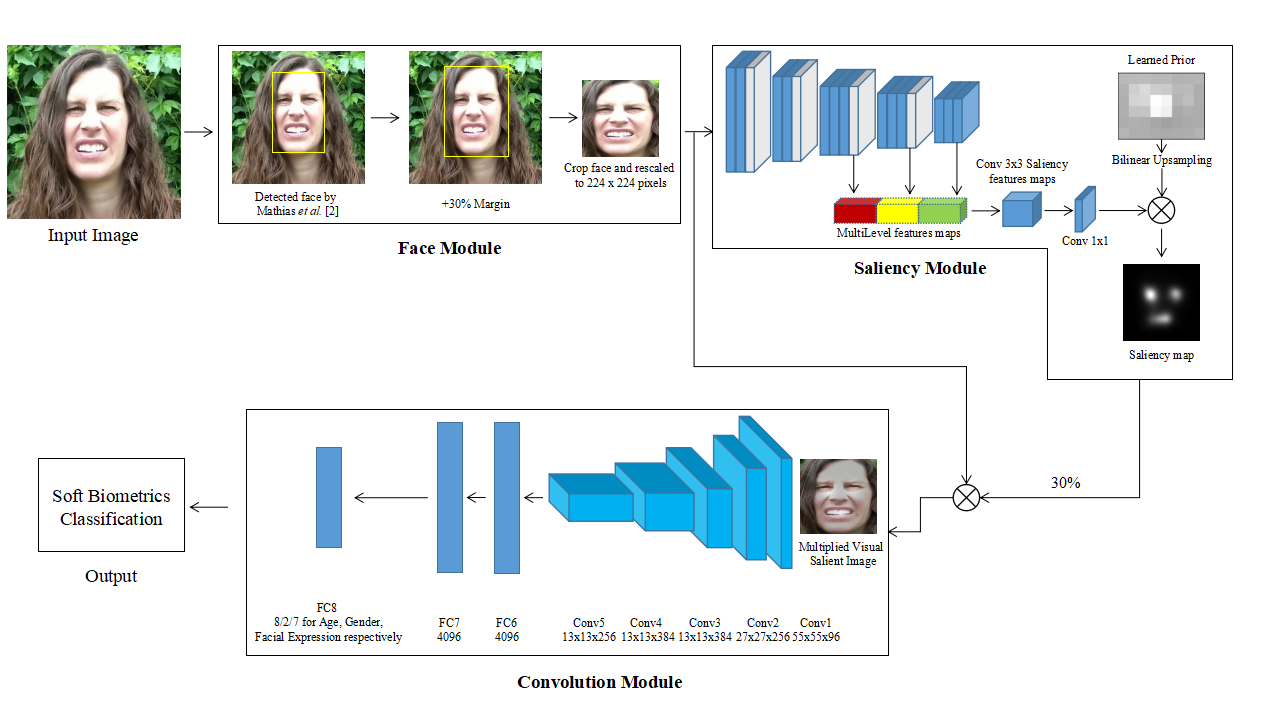 Input Image
Detected face by
Mathias et al. [2]
+30% Margin
Crop face and rescaled
to 224 x 224 pixels
Face Module
Learned Prior
Bilinear Upsampling
Conv 3x3 Saliency
features maps
MultiLevel features maps
Conv 1x1
Saliency Module
Saliency map
30%
Multiplied Visual
Salient Image
Soft Biometrics
Classification
Output
FC8
8/2/7 for Age, Gender,
Facial Expression respectively
FC7
4096
FC6
4096
Conv5
13x13x256
Conv4
13x13x384
Conv3
13x13x384
Conv2
27x27x256
Conv1
55x55x96
Convolution Module